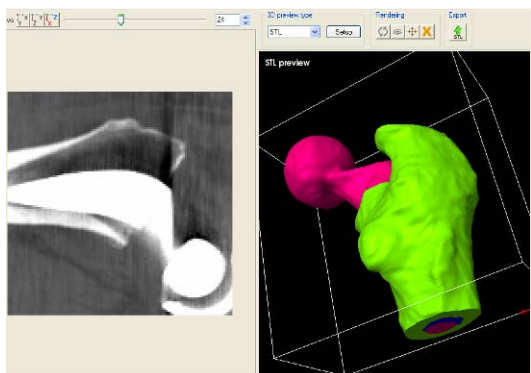 3D preview type
Rendering
Export
24
STL
Setup
STL
STL preview